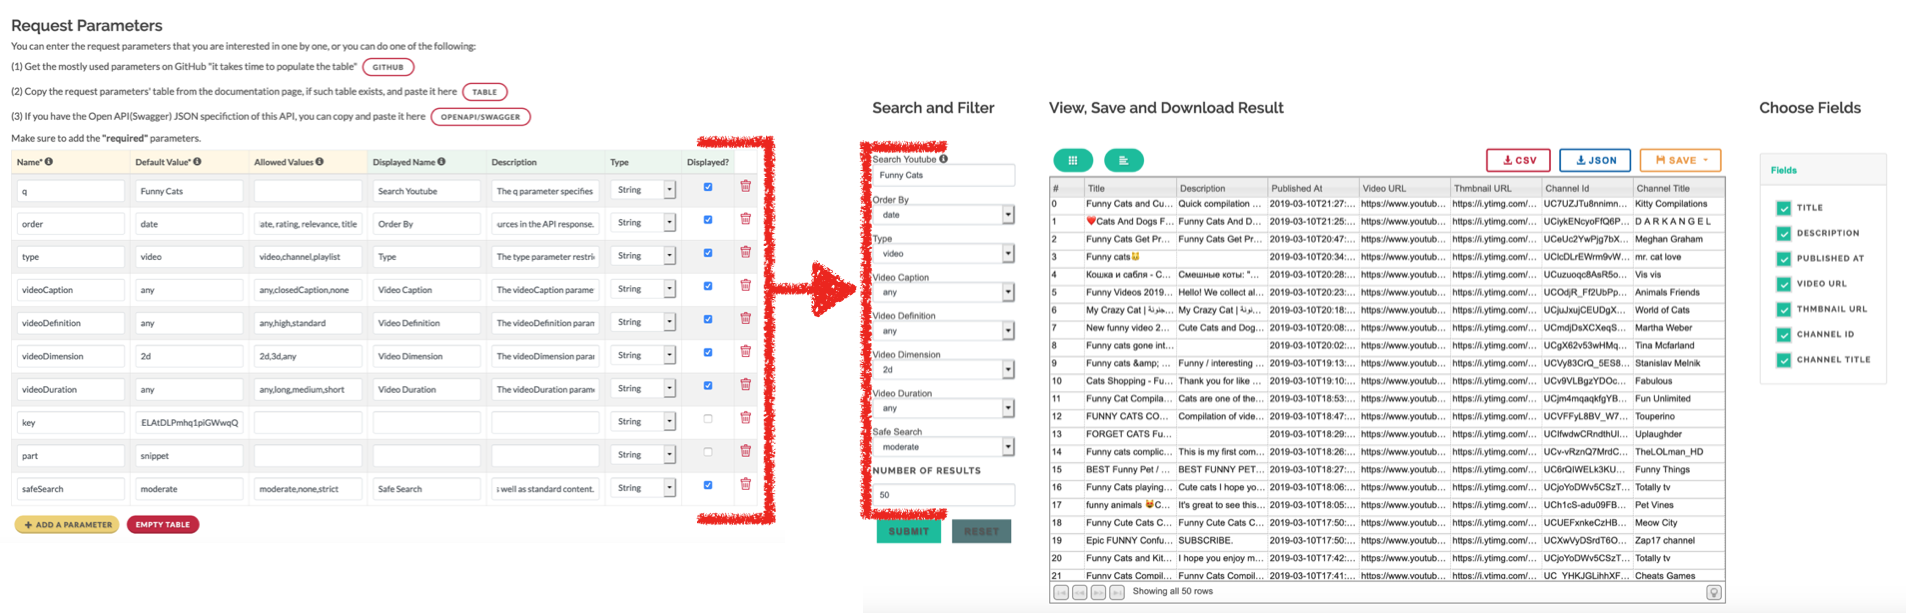 Request Parameters
You can enter the request parameters that you are interested in one by one, or you can do one of the following:
(1) Get the mostly used parameters on GitHub "it takes time to populate the table" GITHUB
(2) Copy the request parameters' table from the documentation page, if such table exists, and paste it here TABLE
(3) If you have the Open API(Swagger) JSON specifiction of this API, you can copy and paste it here OPENAPI/SWAGGER
Make sure to add the "required" parameters.
Name* Default Value* Allowed Values Displayed Name Description Type Displayed?
q Funny Cats Search Youtube The q parameter specifies String
order date ate, rating, relevance, title Order By urces in the API response. String
type video video,channel,playlist Type The type parameter restri String
videoCaption any any,closedCaption,none Video Caption The videoCaption parame String
videoDefinition any any,high,standard Video Definition The videoDefinition paran String
videoDimension 2d 2d,3d,any Video Dimension The videoDimension parar String
videoDuration any any,long,medium,short Video Duration The videoDuration param String
key ELAtDLPmhq1piGWwqQ String
part snippet String
safeSearch moderate moderate,none,strict Safe Search s well as standard content. String
+ ADD A PARAMETER EMPTY TABLE
Search and Filter
Search Youtube
Funny Cats
Order By
date
Type
video
Video Caption
any
Video Definition
any
Video Dimension
2d
Video Duration
any
Safe Search
moderate
NUMBER OF RESULTS
50
SUBMIT RESET
View, Save and Download Result
CSV JSON SAVE
# Title Description Published At Video URL Thmbnail URL Channel Id Channel Title
0 Funny Cats and Cu... Quick compilation ... 2019-03-10T21:27:... https://www.youtub... https://i.ytimg.com/... UC7UZJTu8nnimn... Kitty Compilations
1 ❤️Cats And Dogs F... Funny Cats And D... 2019-03-10T21:25:... https://www.youtub... https://i.ytimg.com/... UCiykENcyoFfQ6P... D A R K A N G E L
2 Funny Cats Get Pr... Funny Cats Get Pr... 2019-03-10T20:47:... https://www.youtub... https://i.ytimg.com/... UCeUc2YwPjg7bX... Meghan Graham
3 Funny cats🐱 2019-03-10T20:34:... https://www.youtub... https://i.ytimg.com/... UClcDLrEWrm9vW... mr. cat love
4 Кошка и сабля - С... Смешные коты: "... 2019-03-10T20:28:... https://www.youtub... https://i.ytimg.com/... UCuzuoqc8AsR5o... Vis vis
5 Funny Videos 2019... Hello! We collect al... 2019-03-10T20:23:... https://www.youtub... https://i.ytimg.com/... UCOdjR_Ff2UbPp... Animals Friends
6 My Crazy Cat | ... My Crazy Cat | ... 2019-03-10T20:18:... https://www.youtub... https://i.ytimg.com/... UCjuJxujCEUDgX... World of Cats
7 New funny video 2... Cute Cats and Dog... 2019-03-10T20:08:... https://www.youtub... https://i.ytimg.com/... UCmdjDsXCXeqS... Martha Weber
8 Funny cats gone int... 2019-03-10T20:02:... https://www.youtub... https://i.ytimg.com/... UCgX62v53wHMq... Tina Mcfarland
9 Funny cats &amp; ... Funny / interesting ... 2019-03-10T19:13:... https://www.youtub... https://i.ytimg.com/... UCVy83CrQ_5ES8... Stanislav Melnik
10 Cats Shopping - Fu... Thank you for like ... 2019-03-10T19:10:... https://www.youtub... https://i.ytimg.com/... UCv9VLBgzYDOc... Fabulous
11 Funny Cat Compila... Cats are one of the... 2019-03-10T18:53:... https://www.youtub... https://i.ytimg.com/... UCjm4mqaqkfgYB... Fun Unlimited
12 FUNNY CATS CO... Compilation of vide... 2019-03-10T18:47:... https://www.youtub... https://i.ytimg.com/... UCVFFyL8BV_W7... Touperino
13 FORGET CATS Fu... 2019-03-10T18:29:... https://www.youtub... https://i.ytimg.com/... UClfwdwCRndthUl... Uplaughder
14 Funny cats complic... This is my first com... 2019-03-10T18:26:... https://www.youtub... https://i.ytimg.com/... UCv-vRznQ7MrdC... TheLOLman_HD
15 BEST Funny Pet / ... BEST FUNNY PET... 2019-03-10T18:27:... https://www.youtub... https://i.ytimg.com/... UC6rQIWELk3KU... Funny Things
16 Funny Cats playing... Cute cats I hope yo... 2019-03-10T18:06:... https://www.youtub... https://i.ytimg.com/... UCjoYoDWv5CSzT... Totally tv
17 funny animals 😹C... It's great to see this... 2019-03-10T18:05:... https://www.youtub... https://i.ytimg.com/... UCh1cS-adu09FB... Pet Vines
18 Funny Cute Cats C... Funny Cute Cats C... 2019-03-10T17:50:... https://www.youtub... https://i.ytimg.com/... UCUEFxnkeCzHB... Meow City
19 Epic FUNNY Confu... SUBSCRIBE. 2019-03-10T17:50:... https://www.youtub... https://i.ytimg.com/... UCXwVyDSrdT6O... Zap17 channel
20 Funny Cats and Kit... I hope you enjoy m... 2019-03-10T17:42:... https://www.youtub... https://i.ytimg.com/... UCjoYoDWv5CSzT... Totally tv
21 Funny Cats Compil... Funny Cats Compil... 2019-03-10T17:41:... https://www.youtub... https://i.ytimg.com/... UC_YHKJGLihhXF... Cheats Games
Showing all 50 rows
Choose Fields
Fields
TITLE
DESCRIPTION
PUBLISHED AT
VIDEO URL
THMBNAIL URL
CHANNEL ID
CHANNEL TITLE